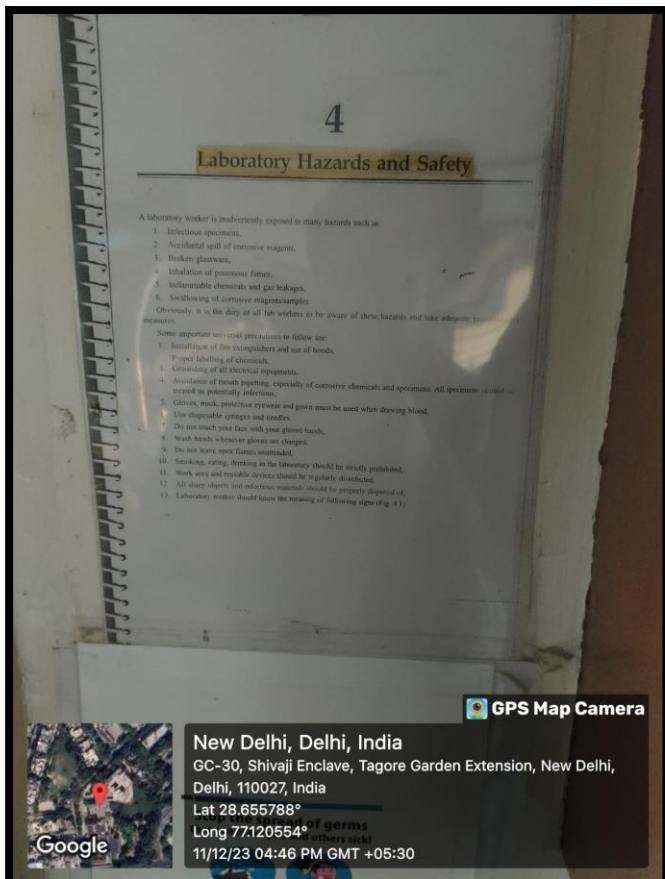 4
Laboratory Hazards and Safety
A laboratory worker is inadvertently exposed to many hazards such as:
1. Infectious specimens,
2. Accidental spill of corrosive reagents,
3. Broken glassware,
4. Inhalation of poisonous fumes,
5. Inflammable chemicals and gas leakages,
6. Swallowing of corrosive reagents/samples.
Obviously, it is the duty of all lab workers to be aware of these hazards and take adequate
measures.
Some important universal precautions to follow are:
1. Installation of fire extinguishers and use of hoods,
Proper labelling of chemicals,
3. Grounding of all electrical equipments,
4. Avoidance of mouth pipetting, especially of corrosive chemicals and specimens. All specimens should be
treated as potentially infectious,
5. Gloves, mask, protective eyewear and gown must be used when drawing blood,
Use disposable syringes and needles,
7. Do not touch your face with your gloved hands,
8. Wash hands whenever gloves are changed,
9. Do not leave open flames unattended,
10. Smoking, eating, drinking in the laboratory should be strictly prohibited,
11. Work area and reusable devices should be regularly disinfected,
12. All sharp objects and infectious materials should be properly disposed of,
13. Laboratory worker should know the meaning of following signs (Fig. 4.1)
GPS Map Camera
New Delhi, Delhi, India
GC-30, Shivaji Enclave, Tagore Garden Extension, New Delhi,
Delhi, 110027, India
Lat 28.655788°
Long 77.120554°
11/12/23 04:46 PM GMT +05:30
Google
Stop the spread of germs
others sick!